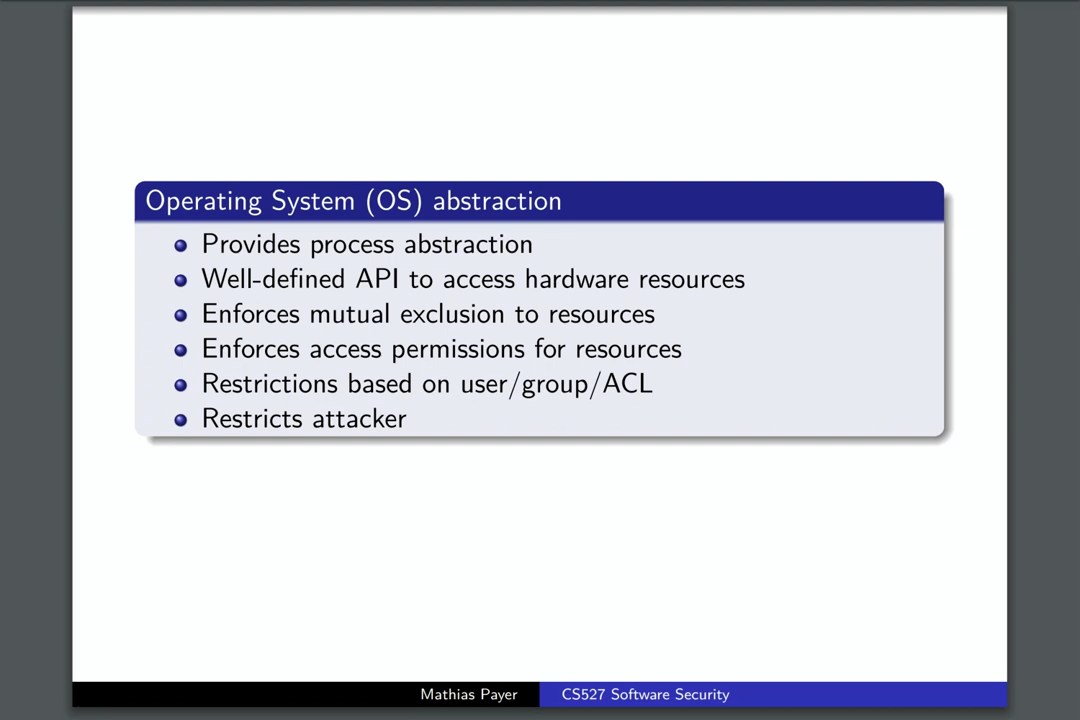 Operating System (OS) abstraction
Provides process abstraction
Well-defined API to access hardware resources
Enforces mutual exclusion to resources
Enforces access permissions for resources
Restrictions based on user/group/ACL
Restricts attacker
Mathias Payer CS527 Software Security